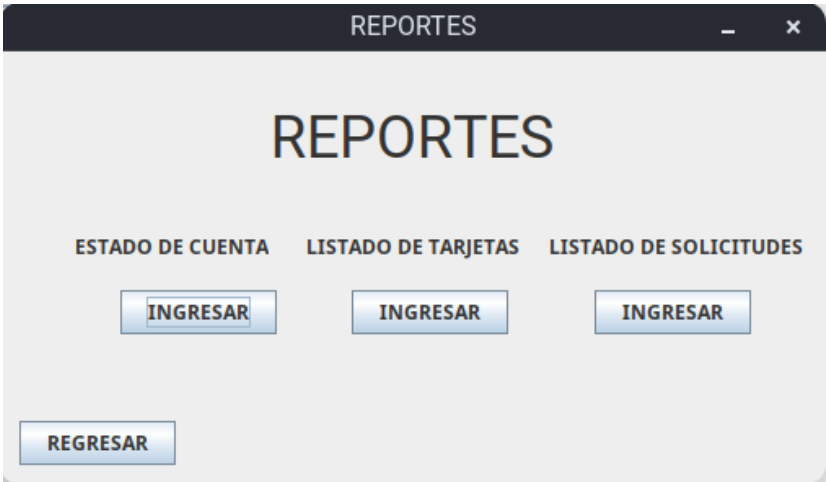 REPORTES
REPORTES
ESTADO DE CUENTA LISTADO DE TARJETAS LISTADO DE SOLICITUDES
INGRESAR INGRESAR INGRESAR
REGRESAR